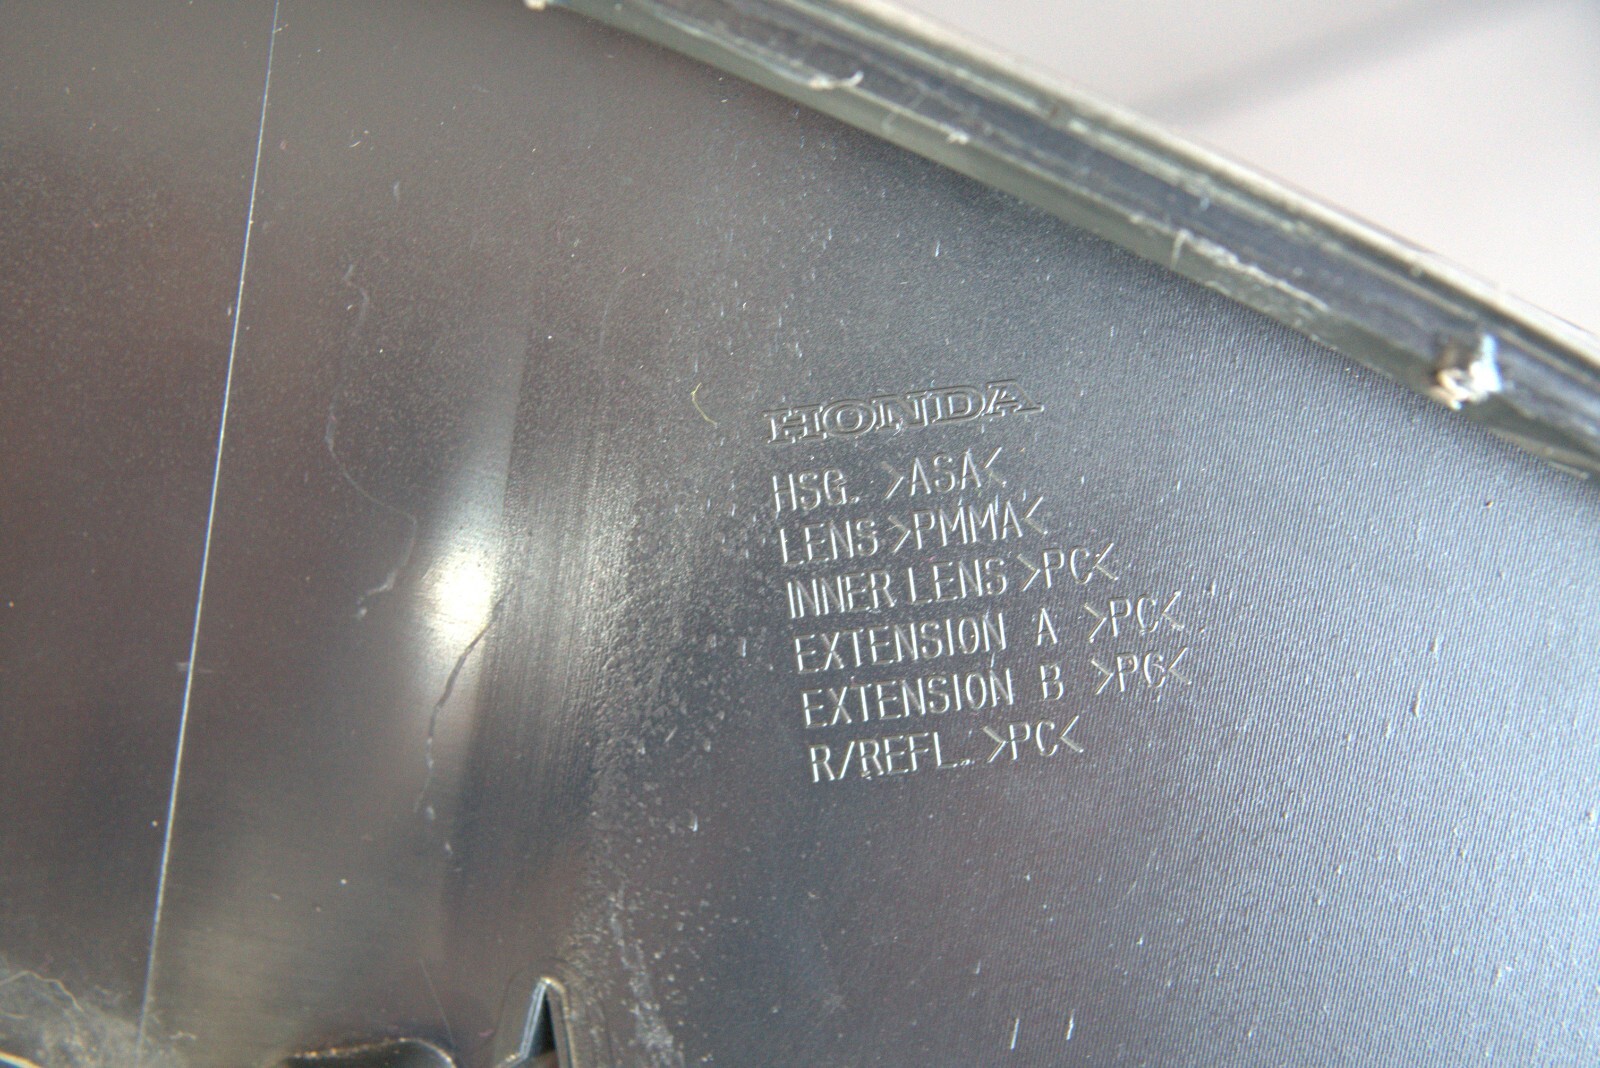 HONDA
HSG. >ASA<
LENS >PMMA<
INNER LENS >PC<
EXTENSION A >PC<
EXTENSION B >PC<
R/REFL. >PC<